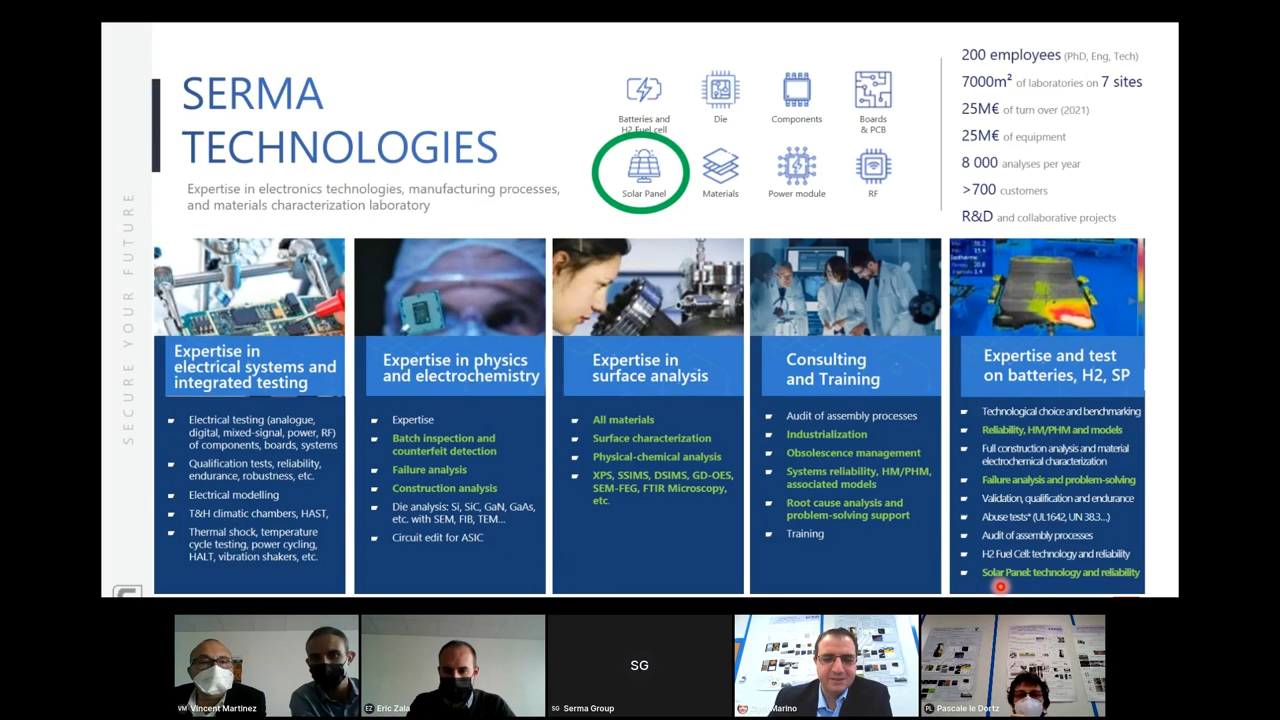 SECURE YOUR FUTURE
SERMA
TECHNOLOGIES
Expertise in electronics technologies, manufacturing processes,
and materials characterization laboratory
Batteries and
H2 Fuel cell
Die
Components
Boards
& PCB
Solar Panel
Materials
Power module
RF
200 employees (PhD, Eng, Tech)
7000m² of laboratories on 7 sites
25M€ of turn over (2021)
25M€ of equipment
8 000 analyses per year
>700 customers
R&D and collaborative projects
Expertise in
electrical systems and
integrated testing
Electrical testing (analogue,
digital, mixed-signal, power, RF)
of components, boards, systems
Qualification tests, reliability,
endurance, robustness, etc.
Electrical modelling
T&H climatic chambers, HAST,
Thermal shock, temperature
cycle testing, power cycling,
HALT, vibration shakers, etc.
Expertise in physics
and electrochemistry
Expertise
Batch inspection and
counterfeit detection
Failure analysis
Construction analysis
Die analysis: Si, SiC, GaN, GaAs,
etc. with SEM, FIB, TEM...
Circuit edit for ASIC
Expertise in
surface analysis
All materials
Surface characterization
Physical-chemical analysis
XPS, SSIMS, DSIMS, GD-OES,
SEM-FEG, FTIR Microscopy,
etc.
Consulting
and Training
Audit of assembly processes
Industrialization
Obsolescence management
Systems reliability, HM/PHM,
associated models
Root cause analysis and
problem-solving support
Training
Expertise and test
on batteries, H2, SP
Technological choice and benchmarking
Reliability, HM/PHM and models
Full construction analysis and material
electrochemical characterization
Failure analysis and problem-solving
Validation, qualification and endurance
Abuse tests* (UL1642, UN 38.3...)
Audit of assembly processes
H2 Fuel Cell: technology and reliability
Solar Panel: technology and reliability
VM Vincent Martinez
EZ Eric Zaia
SG
SG Serma Group
Marino
PL Pascale le Dortz